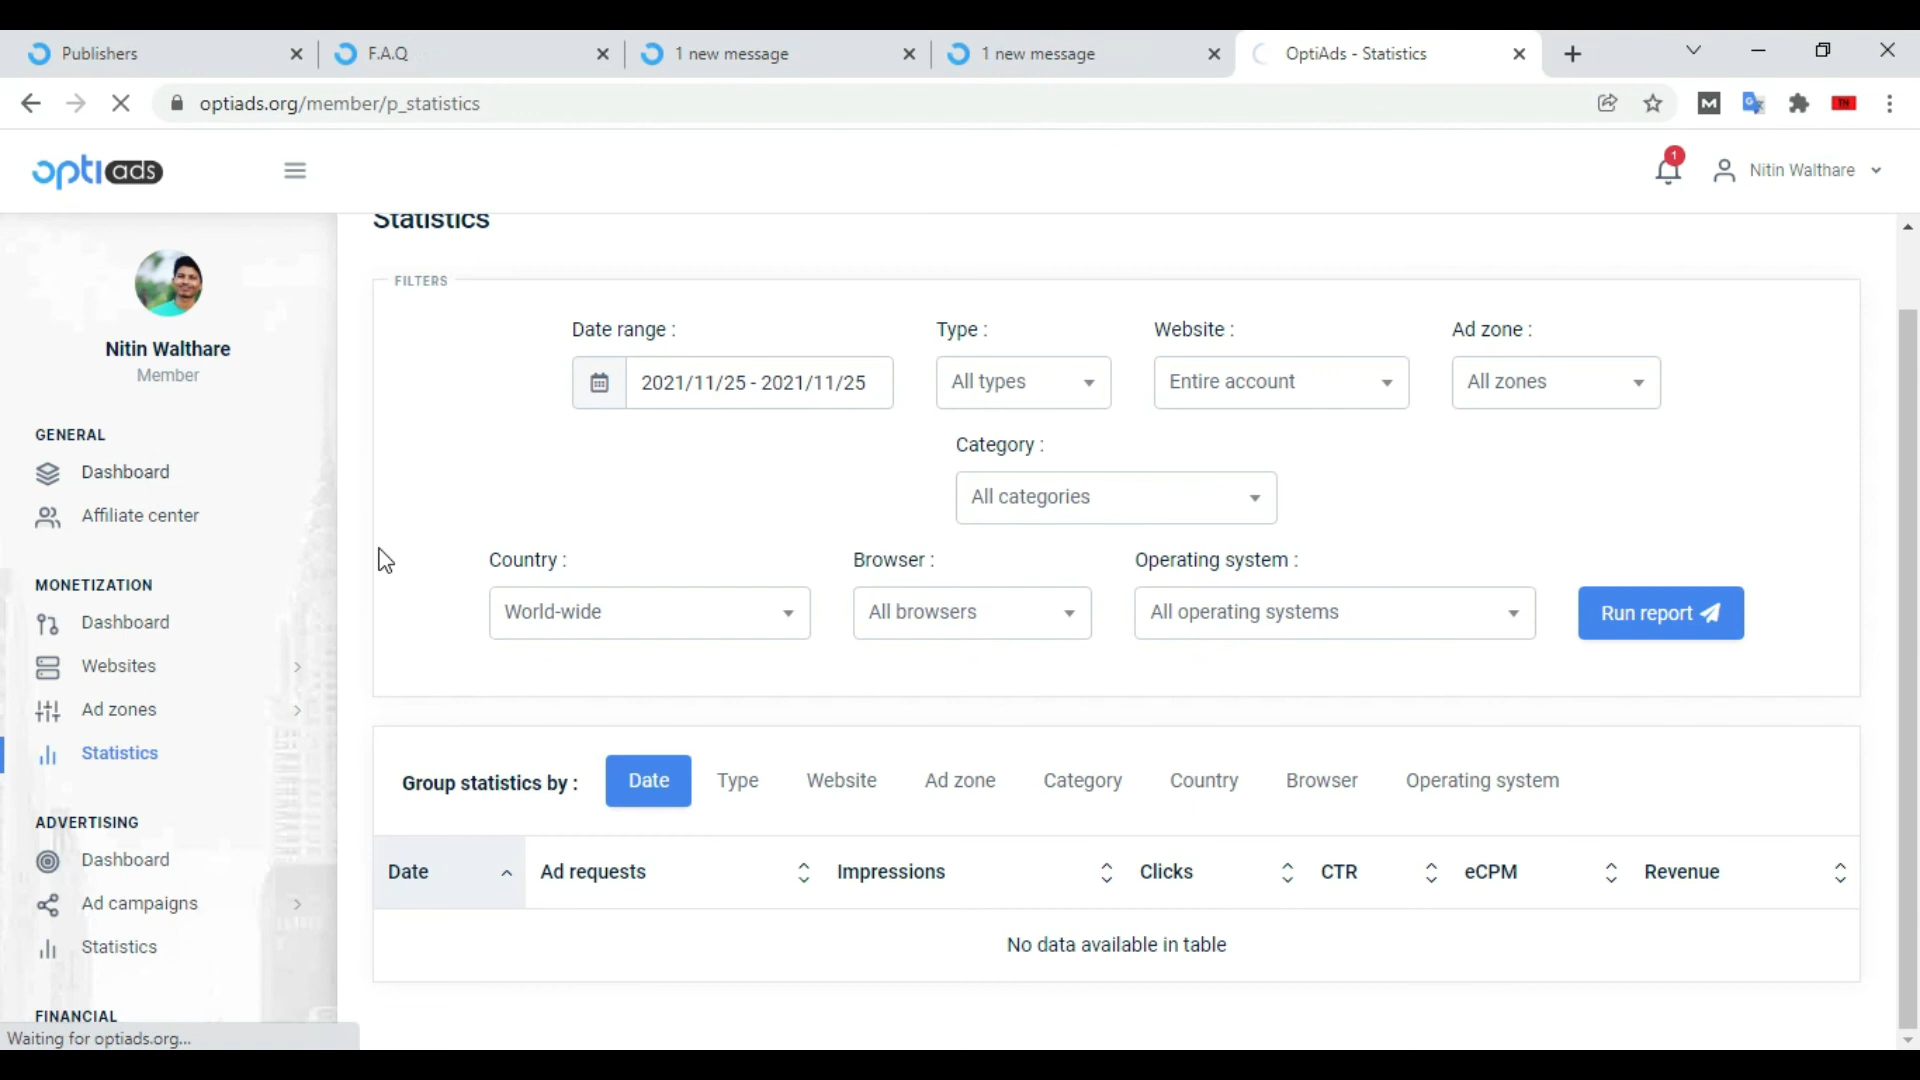 Publishers
F.A.Q
1 new message
1 new message
OptiAds - Statistics
optiads.org/member/p_statistics
M
G
TN
opti ads
1
Nitin Walthare
Statistics
Nitin Walthare
Member
GENERAL
Dashboard
Affiliate center
MONETIZATION
Dashboard
Websites
Ad zones
Statistics
ADVERTISING
Dashboard
Ad campaigns
Statistics
FINANCIAL
Waiting for optiads.org...
FILTERS
Date range :
Type :
Website :
Ad zone :
2021/11/25 - 2021/11/25
All types
Entire account
All zones
Category :
All categories
Country :
Browser :
Operating system :
World-wide
All browsers
All operating systems
Run report
Group statistics by :
Date
Type
Website
Ad zone
Category
Country
Browser
Operating system
Date
Ad requests
Impressions
Clicks
CTR
eCPM
Revenue
No data available in table